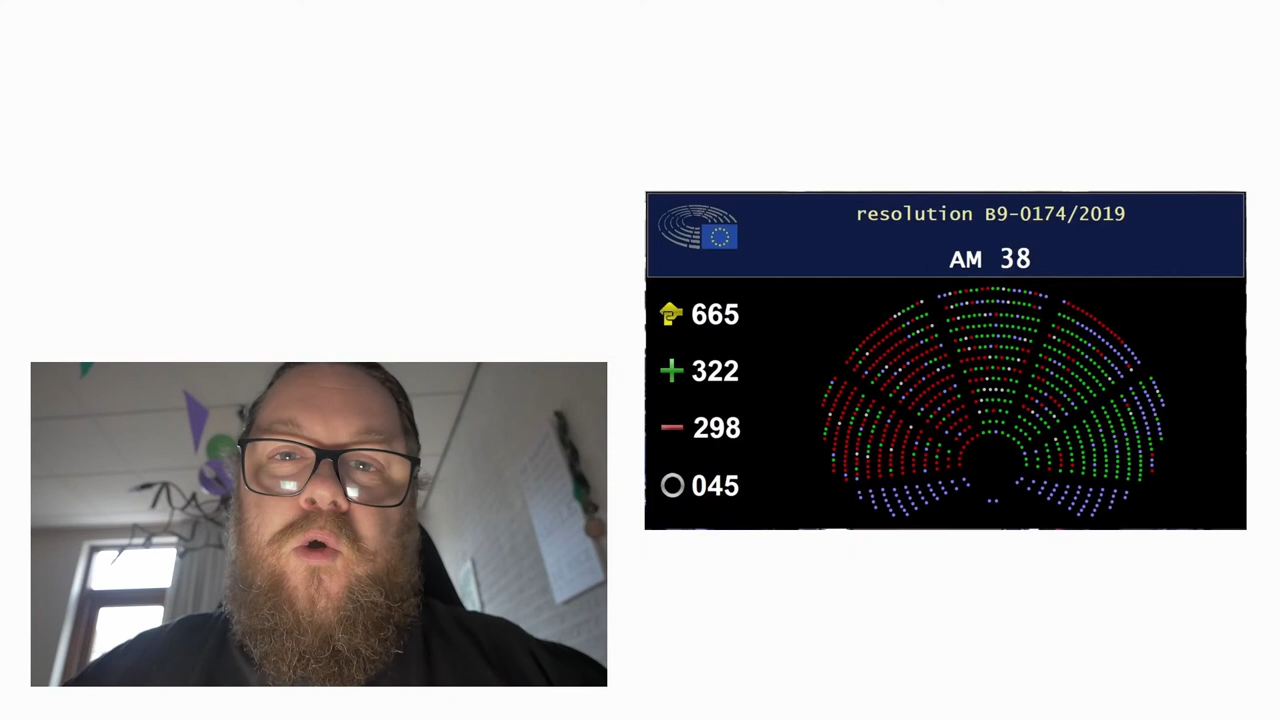 resolution B9-0174/2019
AM 38
665
+ 322
- 298
045